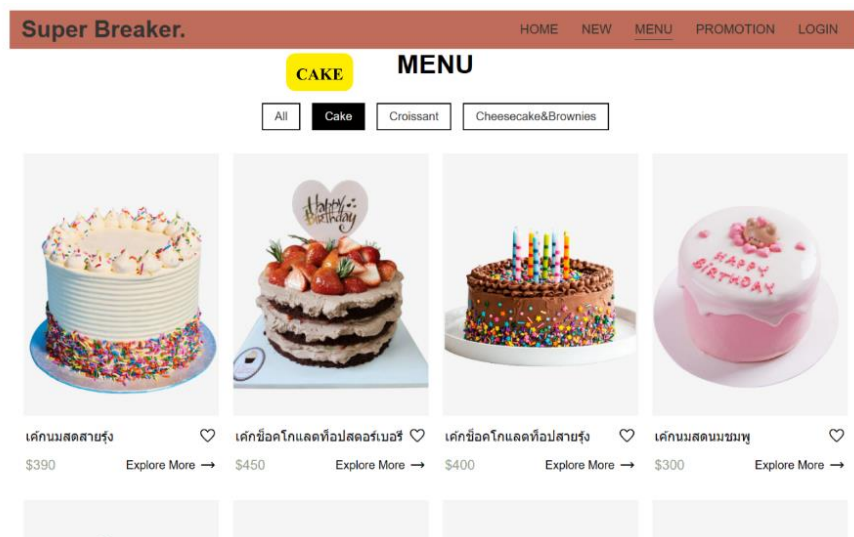 Super Breaker.
HOME NEW MENU PROMOTION LOGIN
CAKE
MENU
All Cake Croissant Cheesecake&Brownies
Happy
Birthday
HAPPY
BIRTHDAY
เค้กนมสดสายรุ้ง
$390 Explore More →
เค้กช็อคโกแลตท็อปสตอร์เบอรี่
$450 Explore More →
เค้กช็อคโกแลตท็อปสายรุ้ง
$400 Explore More →
เค้กนมสดนมชมพู
$300 Explore More →